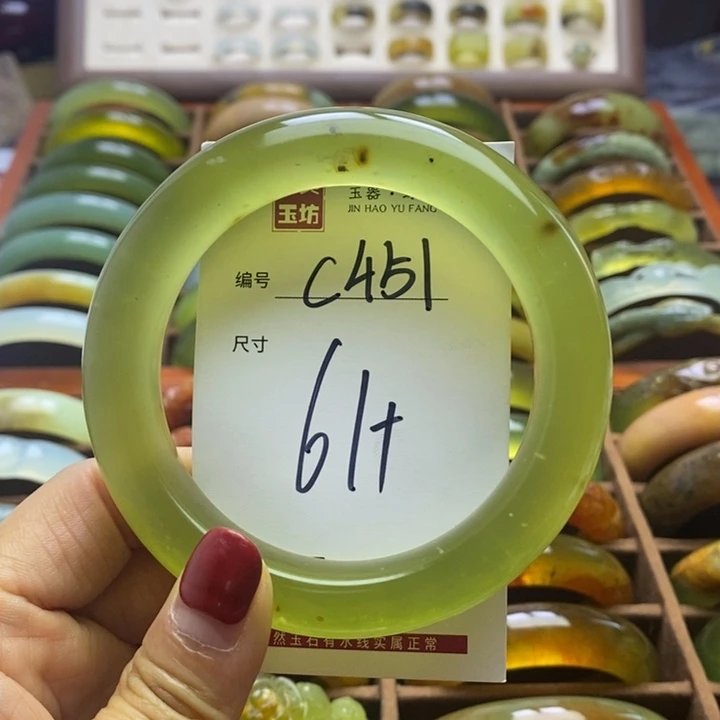 玉坊
玉器·
JIN HAO YU FANG
编号 C451
尺寸
61+
然玉石有水线实属正常